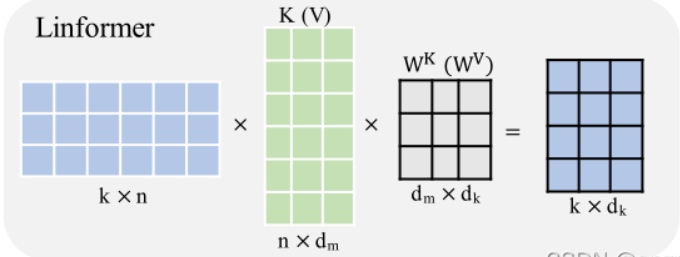 Linformer
K (V)
W^K (W^V)
× × =
k × n
d_m × d_k
k × d_k
n × d_m